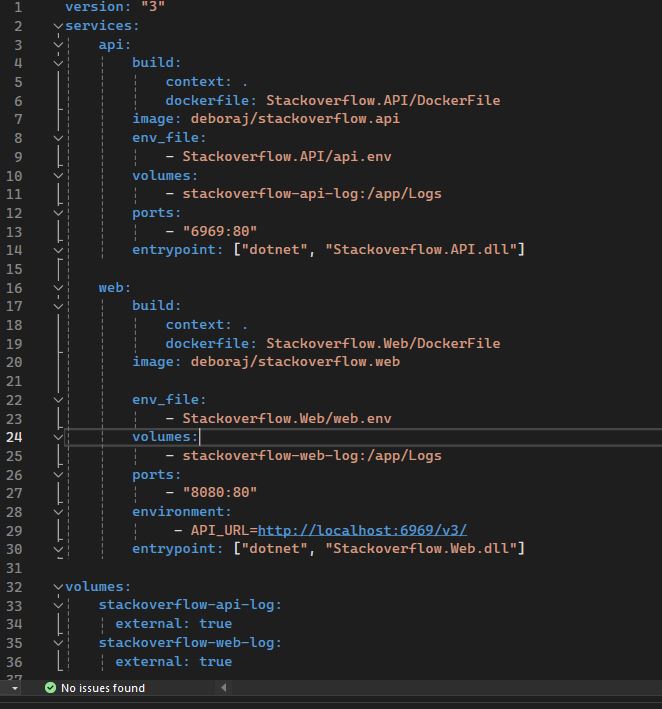 1 version: "3"
2 services:
3     api:
4         build:
5             context: .
6             dockerfile: Stackoverflow.API/DockerFile
7         image: deboraj/stackoverflow.api
8         env_file:
9             - Stackoverflow.API/api.env
10         volumes:
11             - stackoverflow-api-log:/app/Logs
12         ports:
13             - "6969:80"
14         entrypoint: ["dotnet", "Stackoverflow.API.dll"]
15
16     web:
17         build:
18             context: .
19             dockerfile: Stackoverflow.Web/DockerFile
20         image: deboraj/stackoverflow.web
21
22         env_file:
23             - Stackoverflow.Web/web.env
24         volumes:
25             - stackoverflow-web-log:/app/Logs
26         ports:
27             - "8080:80"
28         environment:
29              - API_URL=http://localhost:6969/v3/
30         entrypoint: ["dotnet", "Stackoverflow.Web.dll"]
31
32 volumes:
33     stackoverflow-api-log:
34       external: true
35     stackoverflow-web-log:
36       external: true
37
No issues found